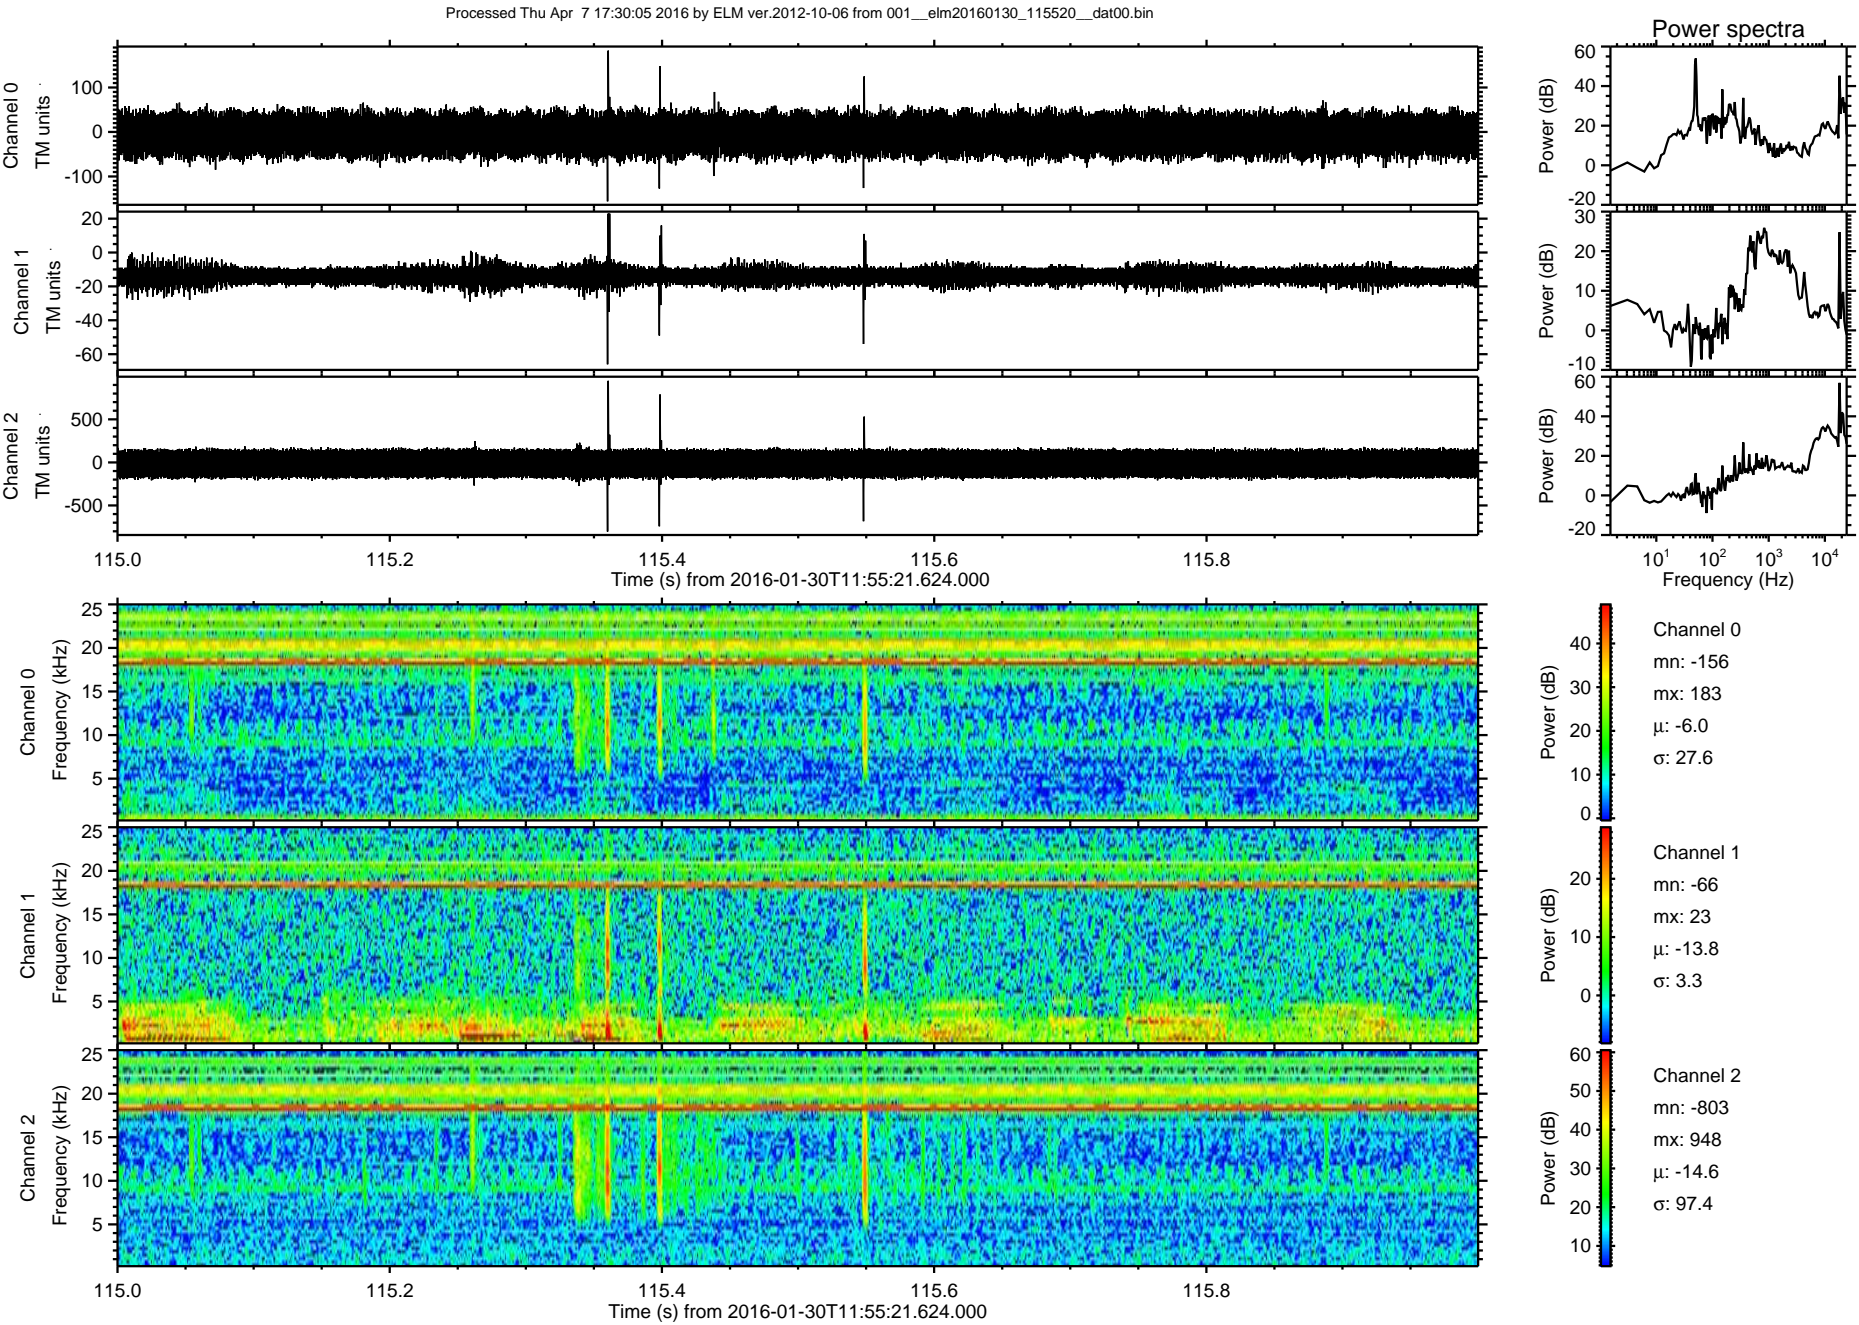 Processed Thu Apr  7 17:30:05 2016 by ELM ver.2012-10-06 from 001__elm20160130_115520__dat00.bin
Power spectra
Channel 0
TM units
100
0
-100
Power (dB)
60
40
20
0
-20
Channel 1
TM units
20
0
-20
-40
-60
Power (dB)
30
20
10
0
-10
Channel 2
TM units
500
0
-500
Power (dB)
60
40
20
0
-20
115.0 115.2 115.4 115.6 115.8
Time (s) from 2016-01-30T11:55:21.624.000
10^1 10^2 10^3 10^4
Frequency (Hz)
Channel 0
Frequency (kHz)
25
20
15
10
5
Power (dB)
40
30
20
10
0
Channel 0
mn: -156
mx: 183
μ: -6.0
σ: 27.6
Channel 1
Frequency (kHz)
25
20
15
10
5
Power (dB)
20
10
0
Channel 1
mn: -66
mx: 23
μ: -13.8
σ: 3.3
Channel 2
Frequency (kHz)
25
20
15
10
5
Power (dB)
60
50
40
30
20
10
Channel 2
mn: -803
mx: 948
μ: -14.6
σ: 97.4
115.0 115.2 115.4 115.6 115.8
Time (s) from 2016-01-30T11:55:21.624.000